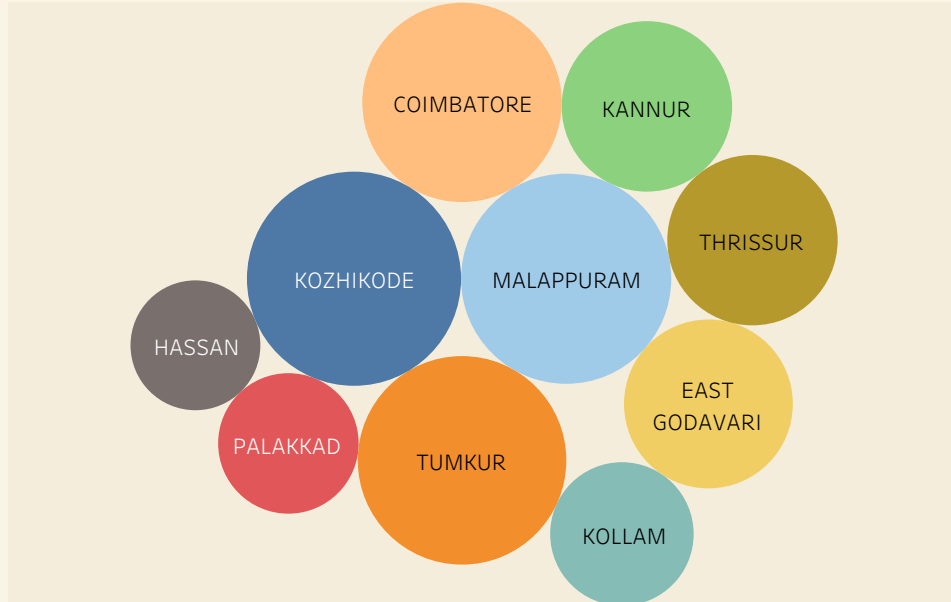 COIMBATORE
KANNUR
THRISSUR
KOZHIKODE
MALAPPURAM
HASSAN
EAST
GODAVARI
PALAKKAD
TUMKUR
KOLLAM